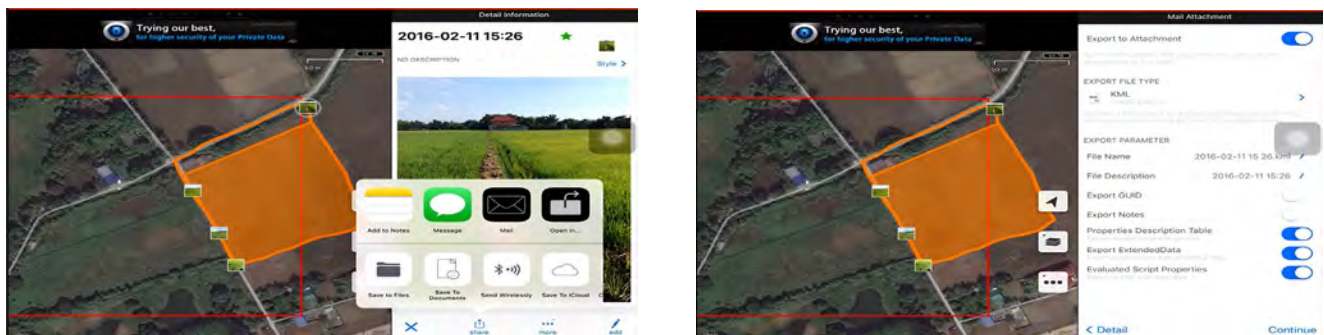 Detail Information
Trying our best,
for higher security of your Private Data
2016-02-11 15:26
NO DESCRIPTION
Style >
Add to Notes
Message
Mail
Open in...
Save to Files
Save To Documents
Send Wirelessly
Save To iCloud
share
more
edit
Mail Attachment
Trying our best,
for higher security of your Private Data
Export to Attachment
EXPORT FILE TYPE
KML
EXPORT PARAMETER
File Name 2016-02-11 15 26.kml
File Description 2016-02-11 15:26
Export GUID
Export Notes
Properties Description Table
Export ExtendedData
Evaluated Script Properties
< Detail
Continue